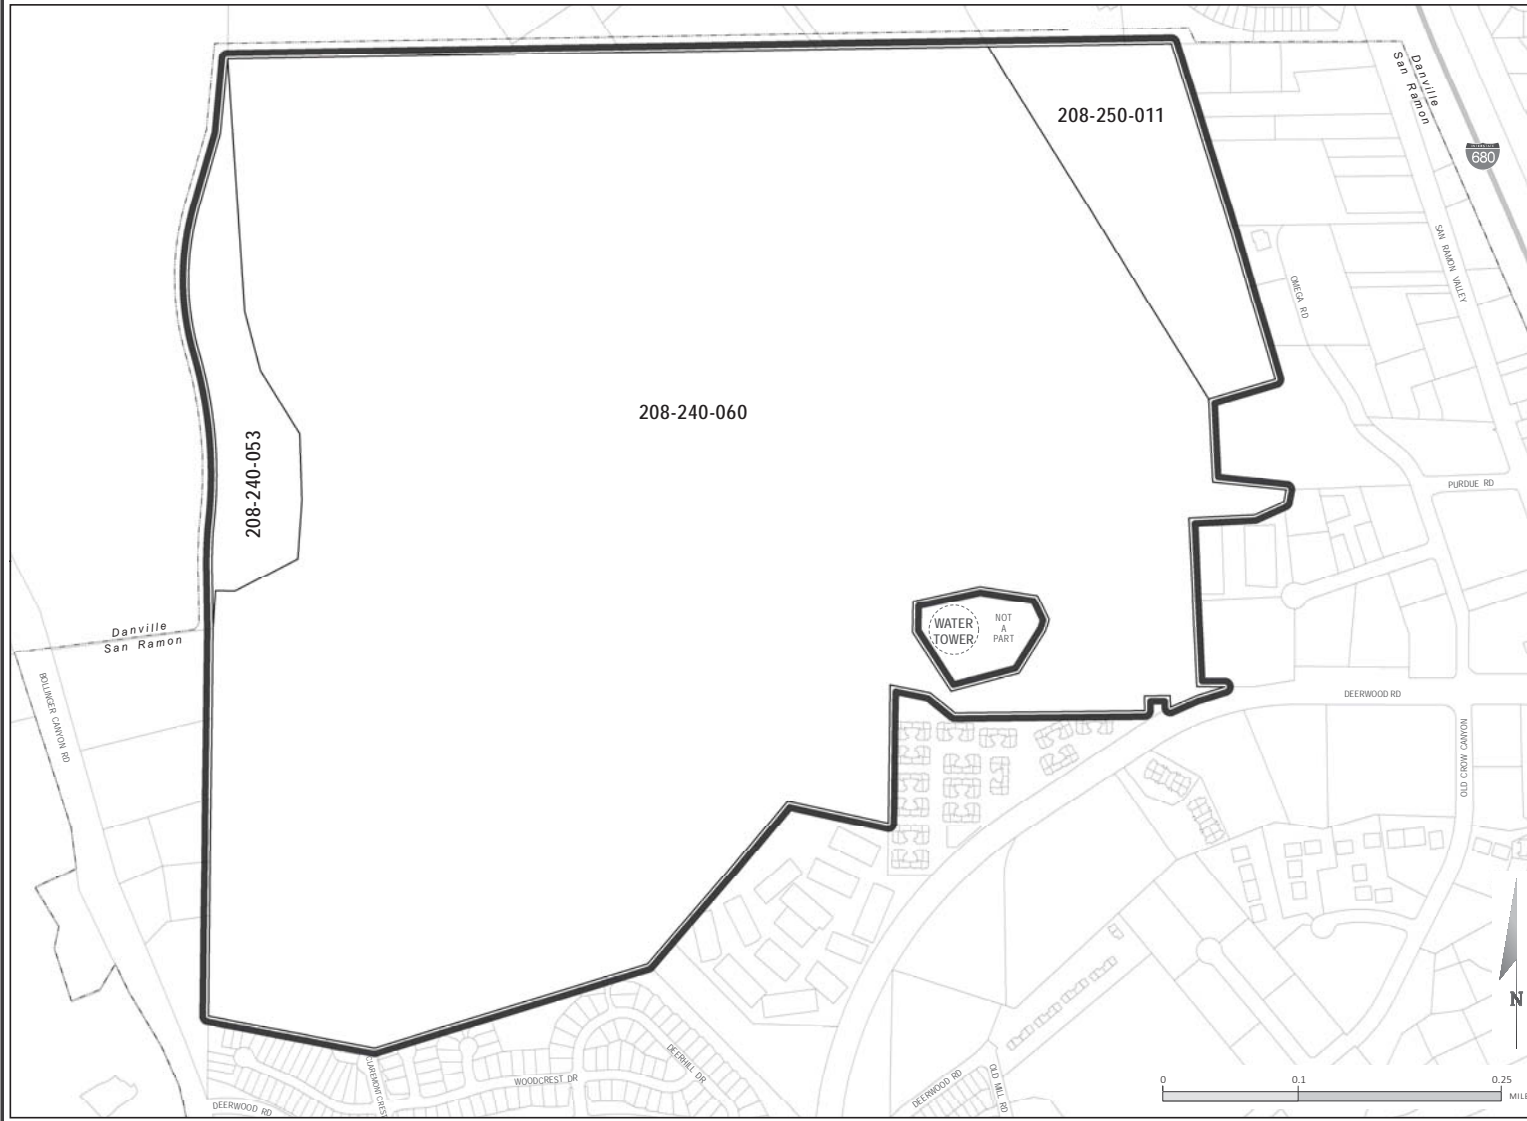 208-250-011
Danville
San Ramon
INTERSTATE
680
SAN RAMON VALLEY
OMEGA RD
208-240-060
208-240-053
PURDUE RD
WATER
TOWER
NOT
A
PART
Danville
San Ramon
BOLLINGER CANYON RD
DEERWOOD RD
OLD CROW CANYON
N
CLAREMONT CREST
WOODCREST DR
DEERHILL DR
DEERWOOD RD
DEERWOOD RD
OLD MILL RD
0
0.1
0.25
MILE